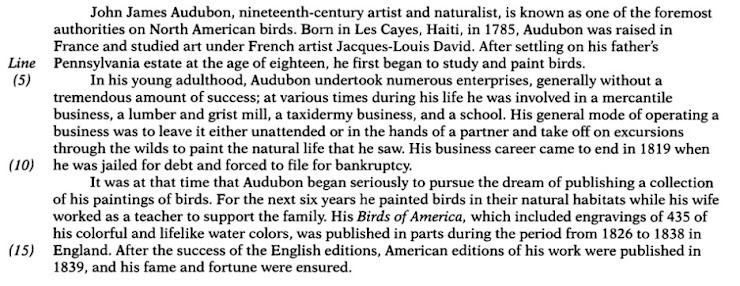 John James Audubon, nineteenth-century artist and naturalist, is known as one of the foremost
authorities on North American birds. Born in Les Cayes, Haiti, in 1785, Audubon was raised in
France and studied art under French artist Jacques-Louis David. After settling on his father's
Line Pennsylvania estate at the age of eighteen, he first began to study and paint birds.
(5) In his young adulthood, Audubon undertook numerous enterprises, generally without a
tremendous amount of success; at various times during his life he was involved in a mercantile
business, a lumber and grist mill, a taxidermy business, and a school. His general mode of operating a
business was to leave it either unattended or in the hands of a partner and take off on excursions
through the wilds to paint the natural life that he saw. His business career came to end in 1819 when
(10) he was jailed for debt and forced to file for bankruptcy.
It was at that time that Audubon began seriously to pursue the dream of publishing a collection
of his paintings of birds. For the next six years he painted birds in their natural habitats while his wife
worked as a teacher to support the family. His Birds of America, which included engravings of 435 of
his colorful and lifelike water colors, was published in parts during the period from 1826 to 1838 in
(15) England. After the success of the English editions, American editions of his work were published in
1839, and his fame and fortune were ensured.